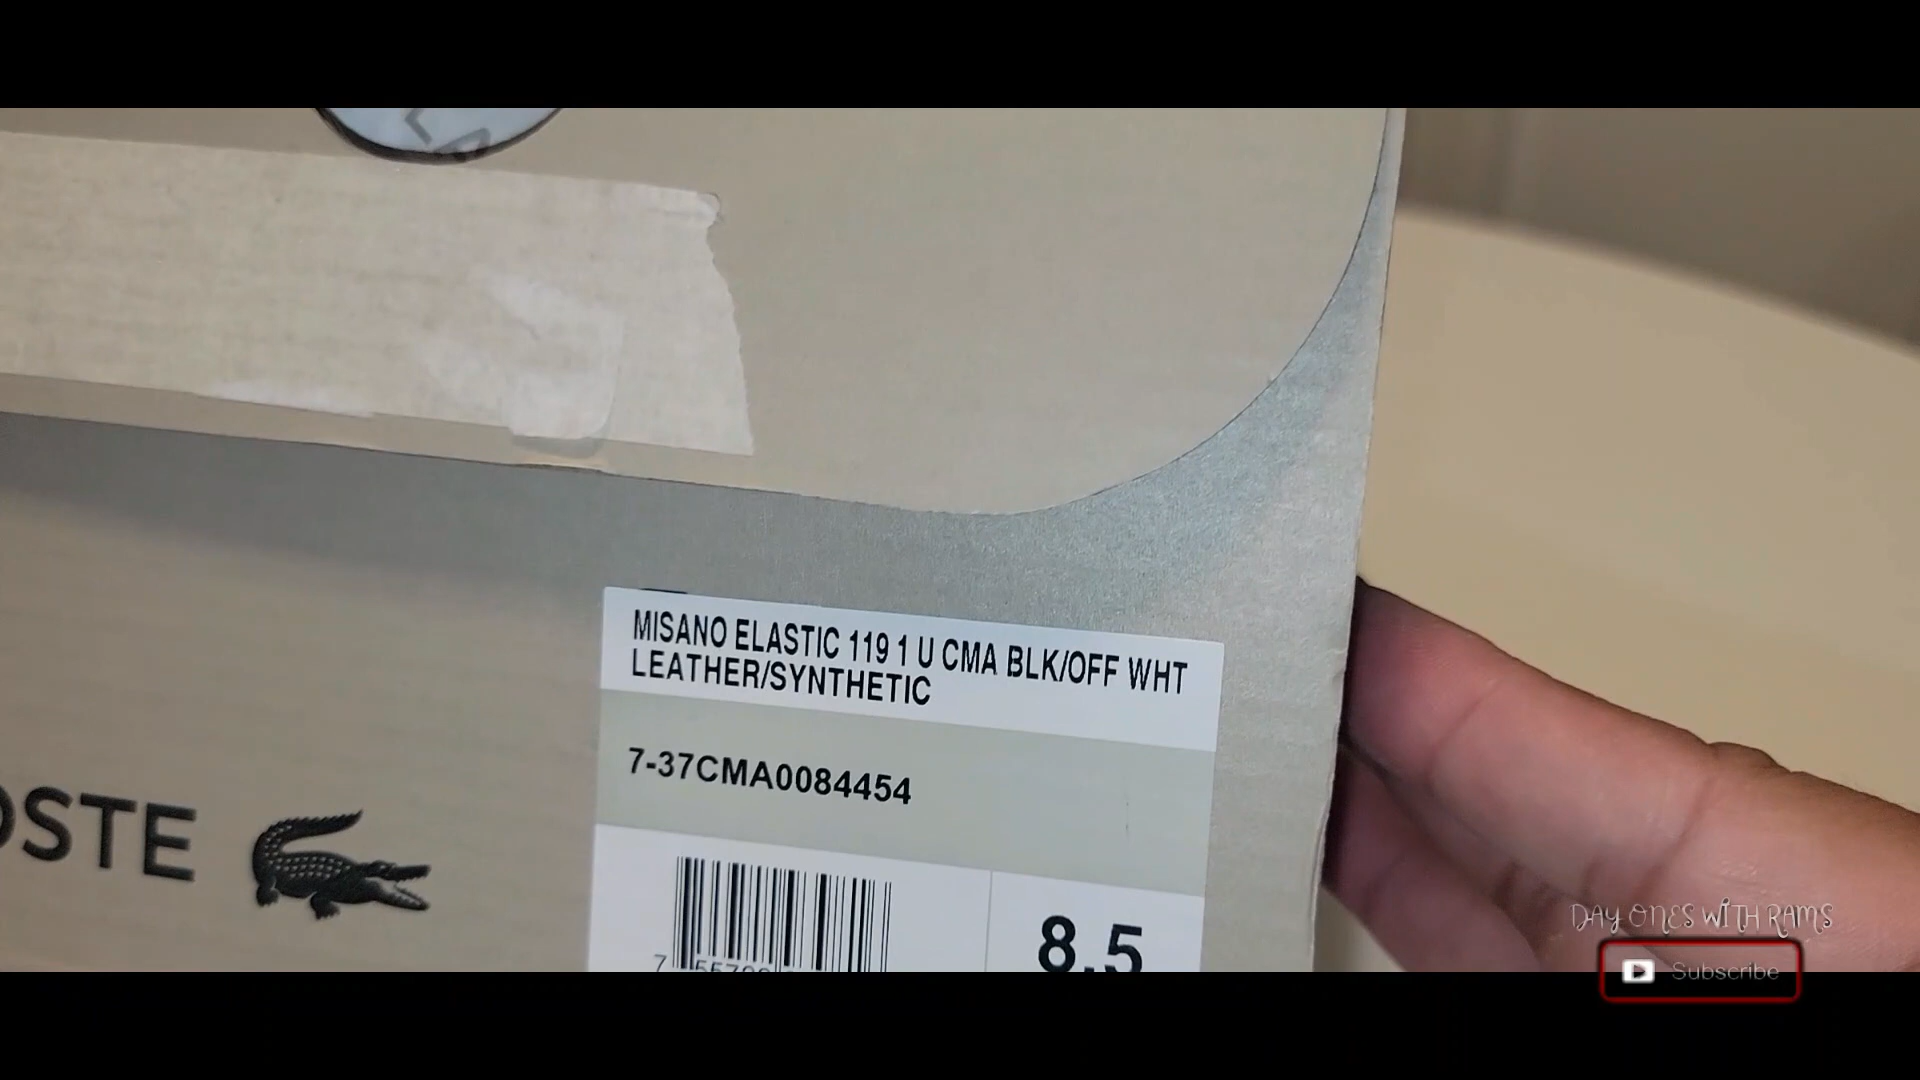 MISANO ELASTIC 119 1 U CMA BLK/OFF WHT
LEATHER/SYNTHETIC
7-37CMA0084454
OSTE
8.5
DAY ONES WITH RAMS
Subscribe